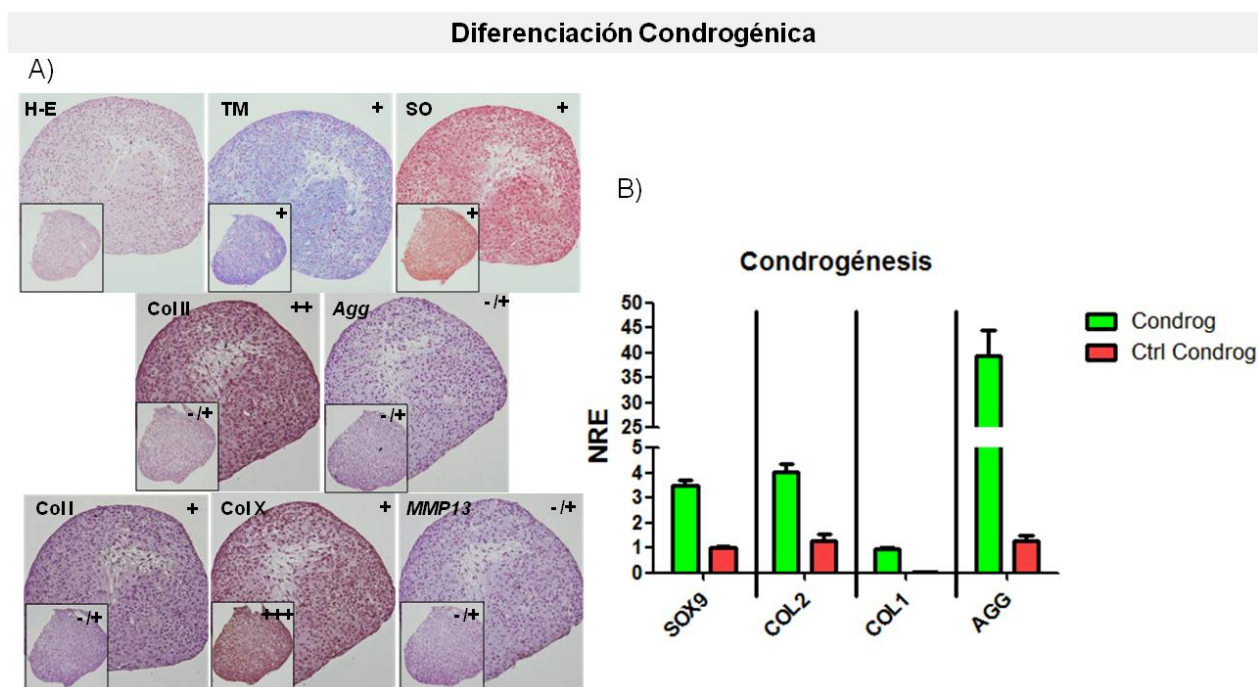 Diferenciación Condrogénica
A)
H-E
TM +
+
SO +
+
Col II ++
-/+
Agg -/+
-/+
Col I +
-/+
Col X +
+++
MMP13 -/+
-/+
B)
Condrogénesis
NRE
50
45
40
35
30
25
5
4
3
2
1
0
SOX9
COL2
COL1
AGG
Condrog
Ctrl Condrog